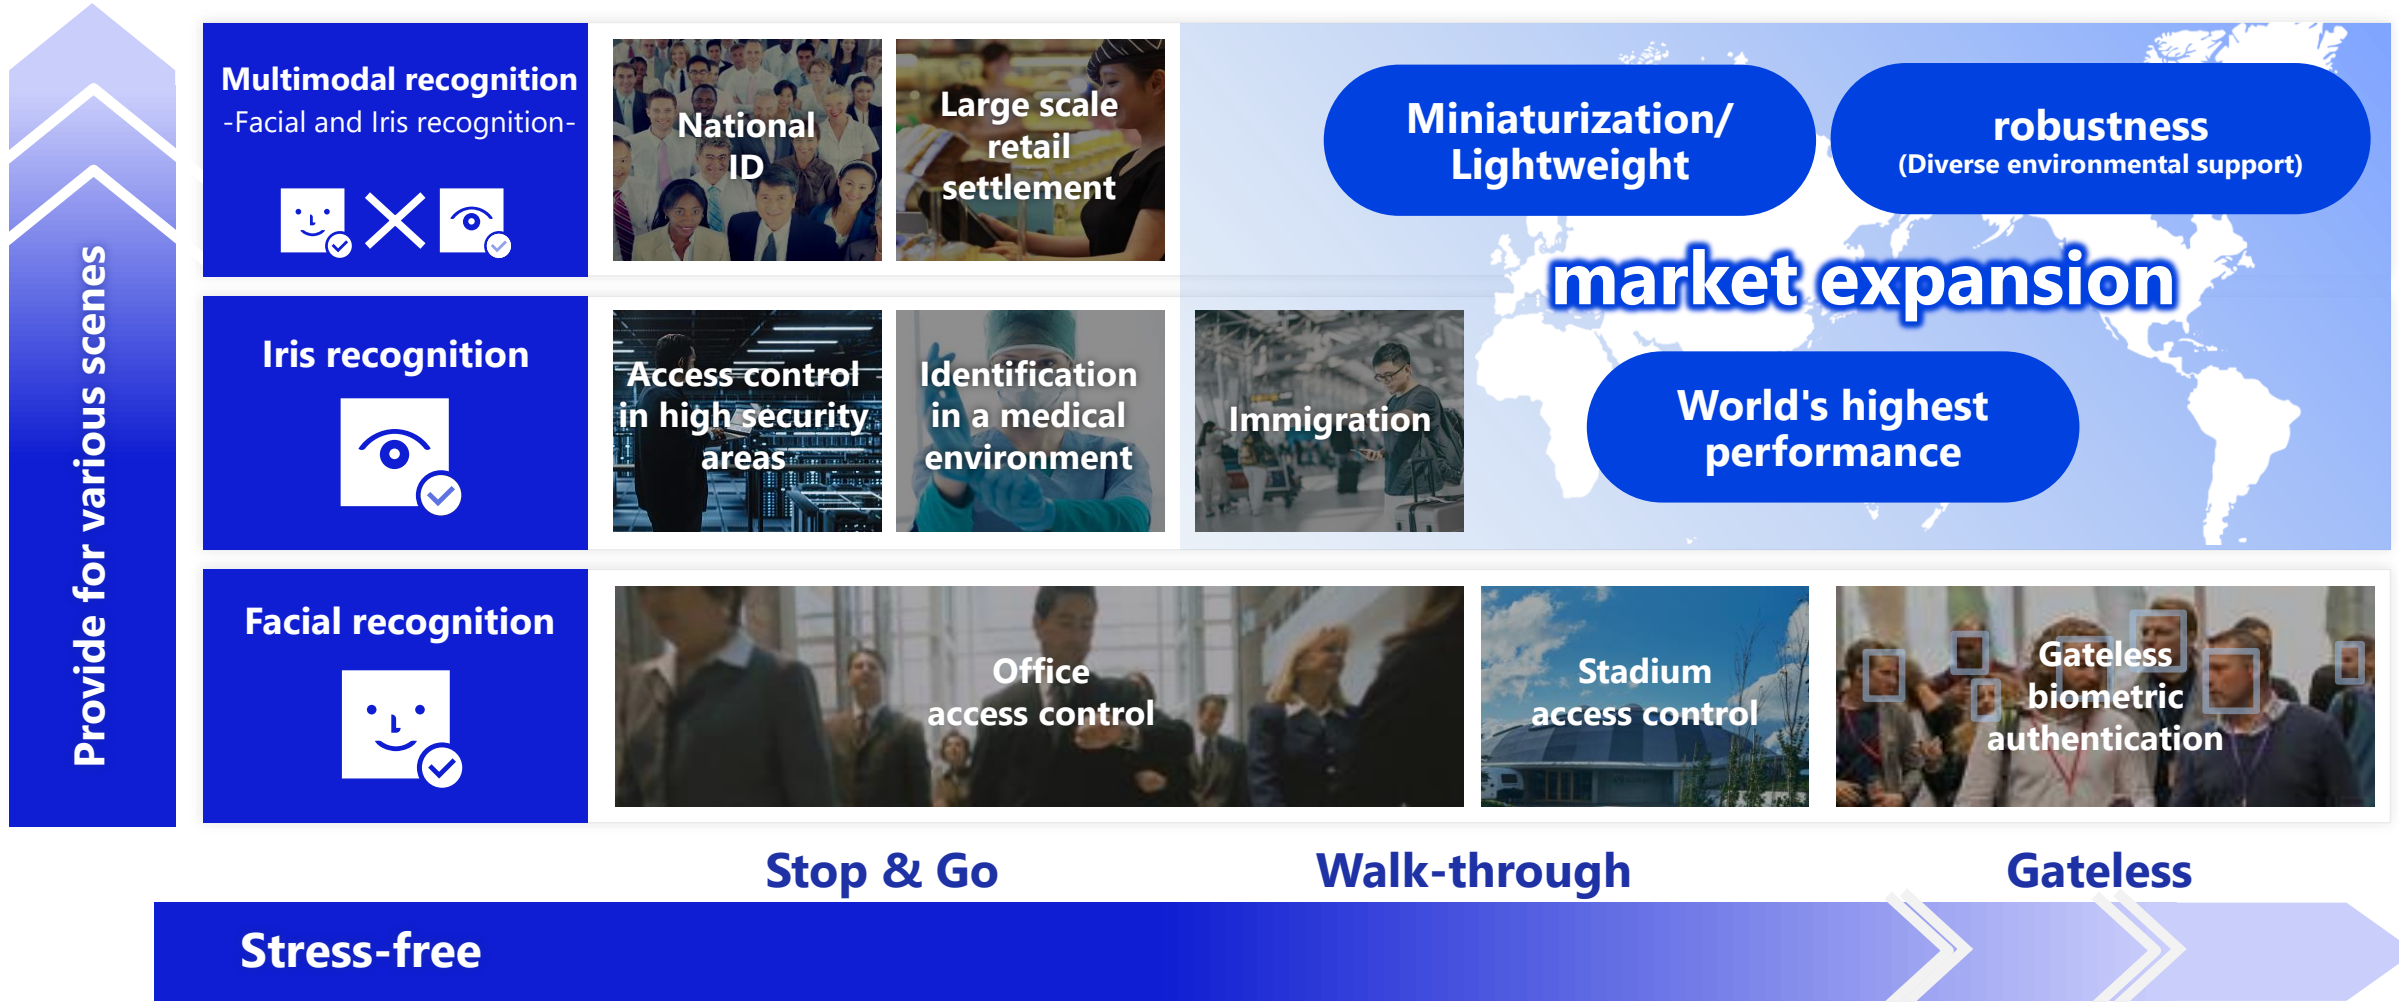 Provide for various scenes
Multimodal recognition
-Facial and Iris recognition-
National
ID
Large scale
retail
settlement
Miniaturization/
Lightweight
robustness
(Diverse environmental support)
market expansion
Iris recognition
Access control
in high security
areas
Identification
in a medical
environment
Immigration
World's highest
performance
Facial recognition
Office
access control
Stadium
access control
Gateless
biometric
authentication
Stop & Go
Walk-through
Gateless
Stress-free